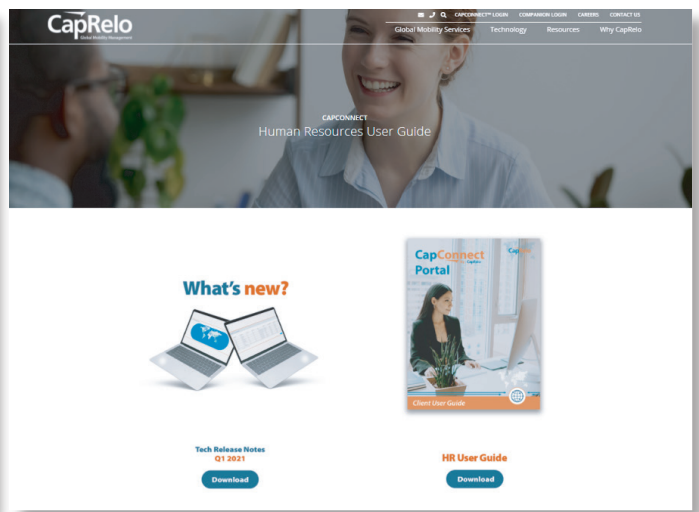 CapRelo
Global Mobility Management
CAPCONNECT™ LOGIN COMPANION LOGIN CAREERS CONTACT US
Global Mobility Services Technology Resources Why CapRelo
CAPCONNECT
Human Resources User Guide
What's new?
CapConnect
CapRelo
Portal
Client User Guide
Tech Release Notes
Q1 2021
Download
HR User Guide
Download